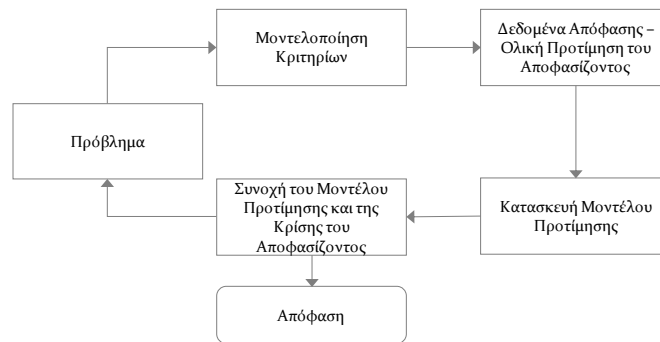 Μοντελοποίηση
Κριτηρίων
Δεδομένα Απόφασης –
Ολική Προτίμηση του
Αποφασίζοντος
Πρόβλημα
Συνοχή του Μοντέλου
Προτίμησης και της
Κρίσης του
Αποφασίζοντος
Κατασκευή Μοντέλου
Προτίμησης
Απόφαση